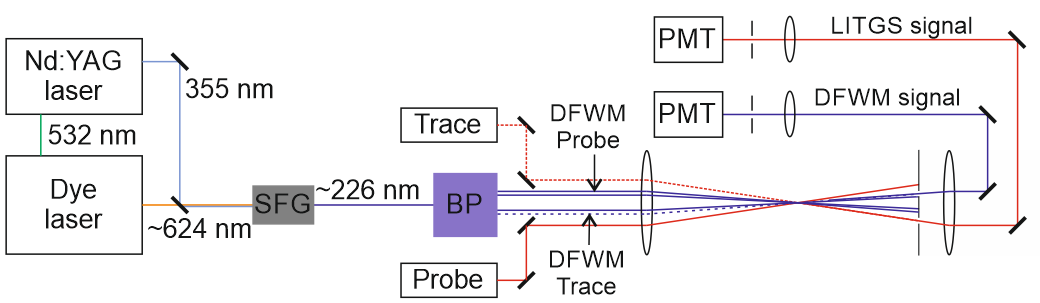 Nd:YAG
laser
355 nm
532 nm
Dye
laser
~624 nm
SFG
~226 nm
BP
Trace
Probe
DFWM
Probe
DFWM
Trace
PMT
LITGS signal
PMT
DFWM signal